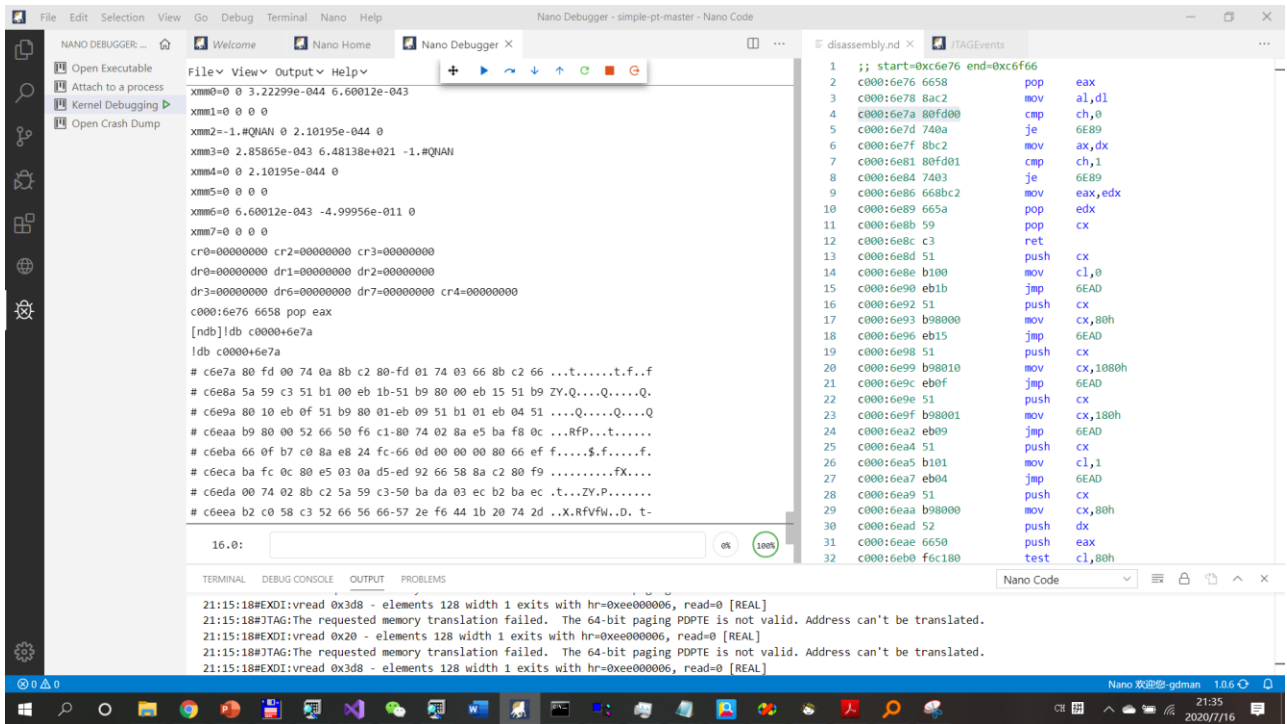 File Edit Selection View Go Debug Terminal Nano Help
Nano Debugger - simple-pt-master - Nano Code
NANO DEBUGGER: ...
Open Executable
Attach to a process
Kernel Debugging
Open Crash Dump
Welcome
Nano Home
Nano Debugger
File View Output Help
xmm0=0 0 3.22299e-044 6.60012e-043
xmm1=0 0 0 0
xmm2=-1.#QNAN 0 2.10195e-044 0
xmm3=0 2.85865e-043 6.48138e+021 -1.#QNAN
xmm4=0 0 2.10195e-044 0
xmm5=0 0 0 0
xmm6=0 6.60012e-043 -4.99956e-011 0
xmm7=0 0 0 0
cr0=00000000 cr2=00000000 cr3=00000000
dr0=00000000 dr1=00000000 dr2=00000000
dr3=00000000 dr6=00000000 dr7=00000000 cr4=00000000
c000:6e76 6658 pop eax
[ndb]!db c0000+6e7a
!db c0000+6e7a
# c6e7a 80 fd 00 74 0a 8b c2 80-fd 01 74 03 66 8b c2 66 ...t......t.f..f
# c6e8a 5a 59 c3 51 b1 00 eb 1b-51 b9 80 00 eb 15 51 b9 ZY.Q....Q.....Q.
# c6e9a 80 10 eb 0f 51 b9 80 01-eb 09 51 b1 01 eb 04 51 ....Q.....Q....Q
# c6eaa b9 80 00 52 66 50 f6 c1-80 74 02 8a e5 ba f8 0c ...RfP...t......
# c6eba 66 0f b7 c0 8a e8 24 fc-66 0d 00 00 00 80 66 ef f.....$.f.....f.
# c6eca ba fc 0c 80 e5 03 0a d5-ed 92 66 58 8a c2 80 f9 ..........fX....
# c6eda 00 74 02 8b c2 5a 59 c3-50 ba da 03 ec b2 ba ec .t...ZY.P.......
# c6eea b2 c0 58 c3 52 66 56 66-57 2e f6 44 1b 20 74 2d ..X.RfVfW..D. t-
16.0:
0%
100%
disassembly.nd
JTAGEvents
1 ;; start=0xc6e76 end=0xc6f66
2 c000:6e76 6658 pop eax
3 c000:6e78 8ac2 mov al,dl
4 c000:6e7a 80fd00 cmp ch,0
5 c000:6e7d 740a je 6E89
6 c000:6e7f 8bc2 mov ax,dx
7 c000:6e81 80fd01 cmp ch,1
8 c000:6e84 7403 je 6E89
9 c000:6e86 668bc2 mov eax,edx
10 c000:6e89 665a pop edx
11 c000:6e8b 59 pop cx
12 c000:6e8c c3 ret
13 c000:6e8d 51 push cx
14 c000:6e8e b100 mov cl,0
15 c000:6e90 eb1b jmp 6EAD
16 c000:6e92 51 push cx
17 c000:6e93 b98000 mov cx,80h
18 c000:6e96 eb15 jmp 6EAD
19 c000:6e98 51 push cx
20 c000:6e99 b98010 mov cx,1080h
21 c000:6e9c eb0f jmp 6EAD
22 c000:6e9e 51 push cx
23 c000:6e9f b98001 mov cx,180h
24 c000:6ea2 eb09 jmp 6EAD
25 c000:6ea4 51 push cx
26 c000:6ea5 b101 mov cl,1
27 c000:6ea7 eb04 jmp 6EAD
28 c000:6ea9 51 push cx
29 c000:6eaa b98000 mov cx,80h
30 c000:6ead 52 push dx
31 c000:6eae 6650 push eax
32 c000:6eb0 f6c180 test cl,80h
TERMINAL DEBUG CONSOLE OUTPUT PROBLEMS
Nano Code
21:15:18#EXDI:vread 0x3d8 - elements 128 width 1 exits with hr=0xee000006, read=0 [REAL]
21:15:18#JTAG:The requested memory translation failed. The 64-bit paging PDPTE is not valid. Address can't be translated.
21:15:18#EXDI:vread 0x20 - elements 128 width 1 exits with hr=0xee000006, read=0 [REAL]
21:15:18#JTAG:The requested memory translation failed. The 64-bit paging PDPTE is not valid. Address can't be translated.
21:15:18#EXDI:vread 0x3d8 - elements 128 width 1 exits with hr=0xee000006, read=0 [REAL]
0 0
Nano 欢迎您-gdman 1.0.6
CH
21:35
2020/7/16